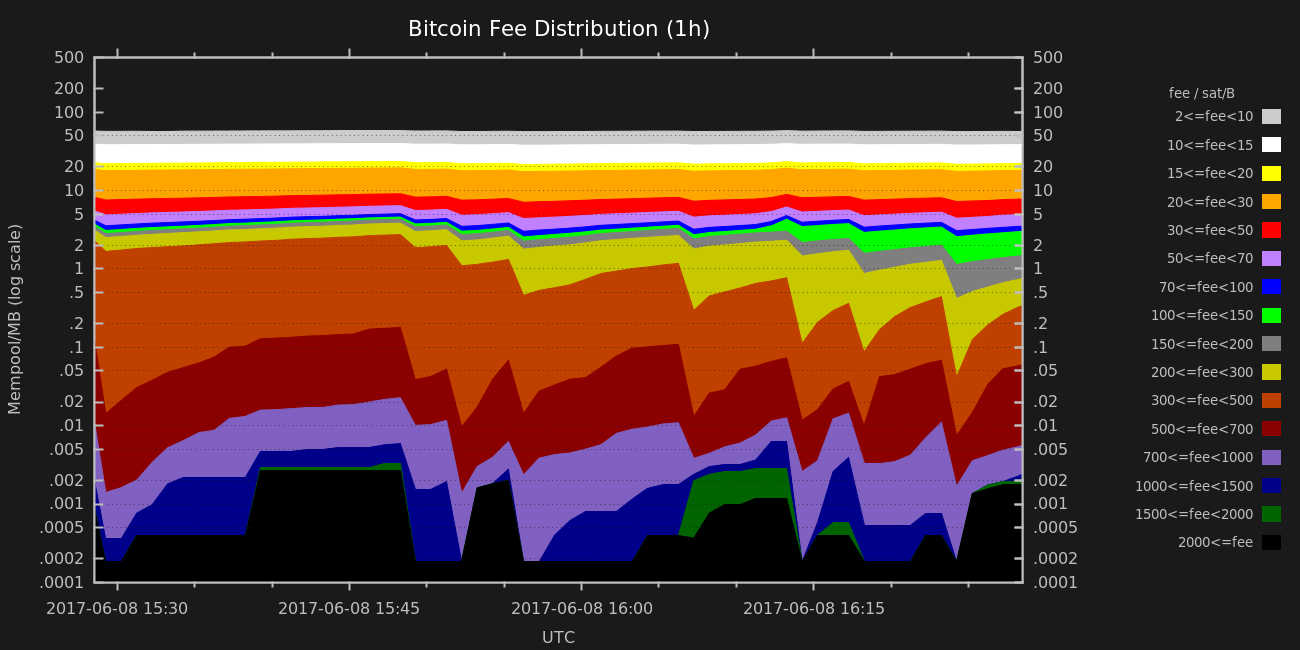 Bitcoin Fee Distribution (1h)
500 500
200 200
100 100
50 50
20 20
10 10
5 5
2 2
1 1
.5 .5
.2 .2
.1 .1
.05 .05
.02 .02
.01 .01
.005 .005
.002 .002
.001 .001
.0005 .0005
.0002 .0002
.0001 .0001
Mempool/MB (log scale)
2017-06-08 15:30 2017-06-08 15:45 2017-06-08 16:00 2017-06-08 16:15
UTC
fee / sat/B
2<=fee<10
10<=fee<15
15<=fee<20
20<=fee<30
30<=fee<50
50<=fee<70
70<=fee<100
100<=fee<150
150<=fee<200
200<=fee<300
300<=fee<500
500<=fee<700
700<=fee<1000
1000<=fee<1500
1500<=fee<2000
2000<=fee